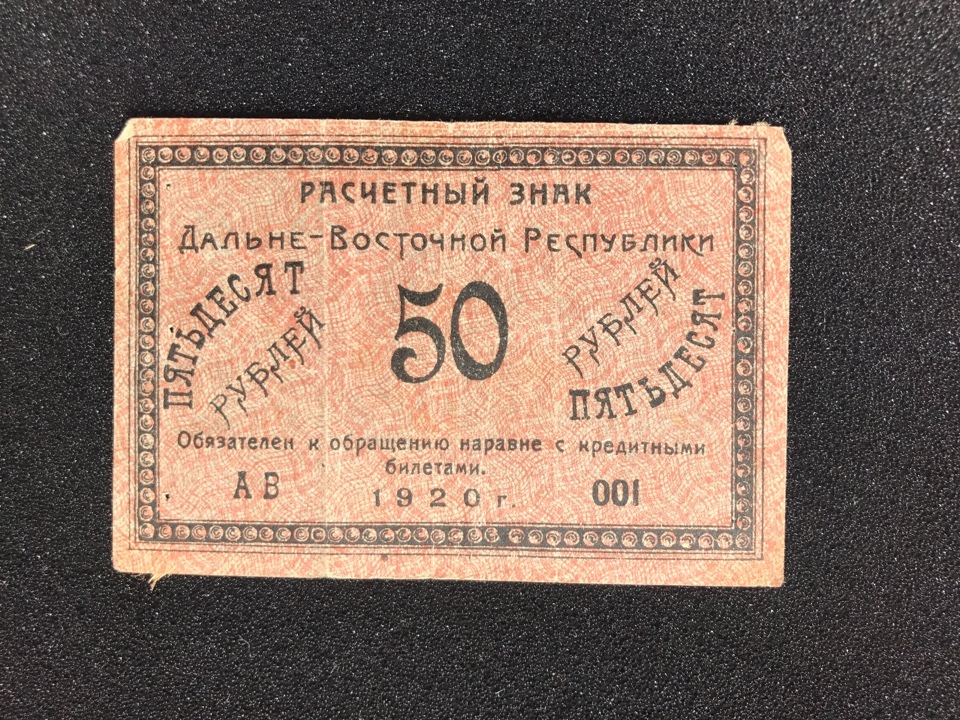 РАСЧЕТНЫЙ ЗНАК
ДАЛЬНЕ-ВОСТОЧНОЙ РЕСПУБЛИКИ
ПЯТЬДЕСЯТ
РУБЛЕЙ
50
РУБЛЕЙ
ПЯТЬДЕСЯТ
Обязателен к обращению наравне с кредитными
билетами.
АВ 1920 г. 001